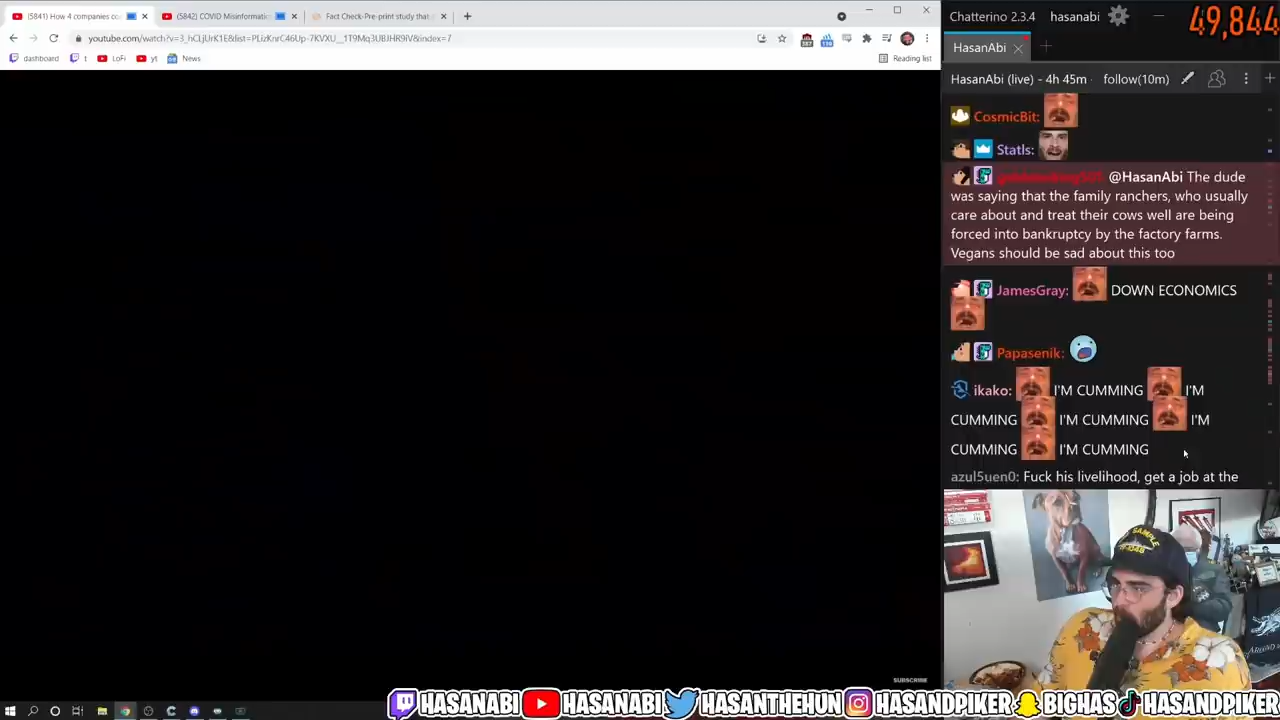 (5841) How 4 companies co
(5842) COVID Misinformatio
Fact Check-Pre-print study that
youtube.com/watch?v=3_hCLjUrK1E&list=PLizKnrC46Up-7KVXU__1T9Mq3UBJHR9iV&index=7
dashboard
t
LoFi
yt
News
Reading list
SUBSCRIBE
Chatterino 2.3.4
hasanabi
49,844
HasanAbi
HasanAbi (live) - 4h 45m
follow(10m)
CosmicBit:
Statls:
@HasanAbi The dude
was saying that the family ranchers, who usually
care about and treat their cows well are being
forced into bankruptcy by the factory farms.
Vegans should be sad about this too
JamesGray: DOWN ECONOMICS
Papasenik:
ikako: I'M CUMMING I'M
CUMMING I'M CUMMING I'M
CUMMING I'M CUMMING
azul5uen0: Fuck his livelihood, get a job at the
SAMPLE
HASANABI HASANABI HASANTHEHUN HASANDPIKER BIGHAS HASANDPIKER